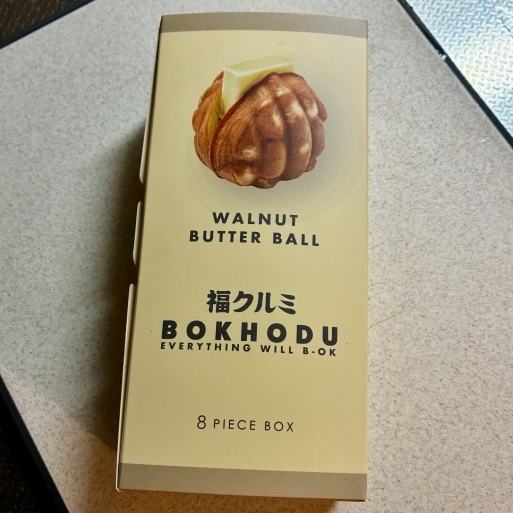 WALNUT
BUTTER BALL
福クルミ
BOKHODU
EVERYTHING WILL B-OK
8 PIECE BOX